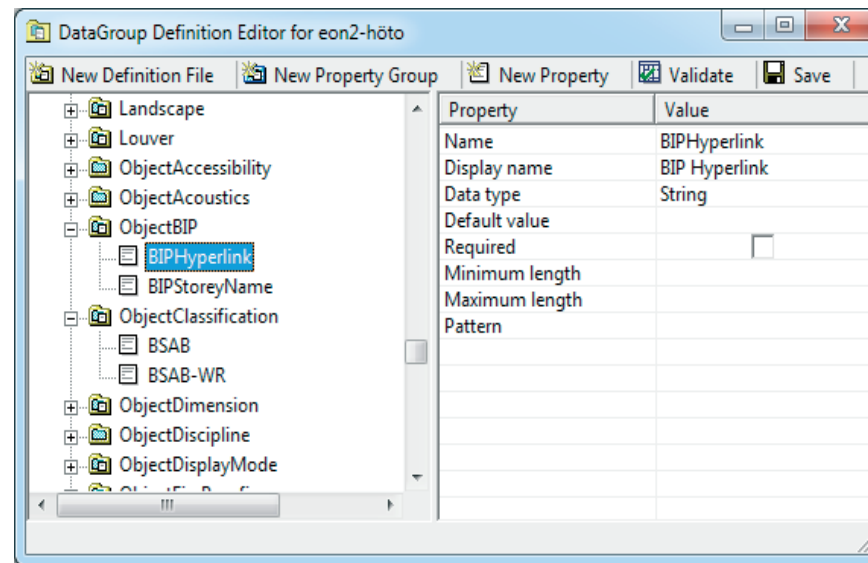 DataGroup Definition Editor for eon2-höto
New Definition File New Property Group New Property Validate Save
Landscape
Louver
ObjectAccessibility
ObjectAcoustics
ObjectBIP
BIPHyperlink
BIPStoreyName
ObjectClassification
BSAB
BSAB-WR
ObjectDimension
ObjectDiscipline
ObjectDisplayMode
Property Value
Name BIPHyperlink
Display name BIP Hyperlink
Data type String
Default value
Required
Minimum length
Maximum length
Pattern